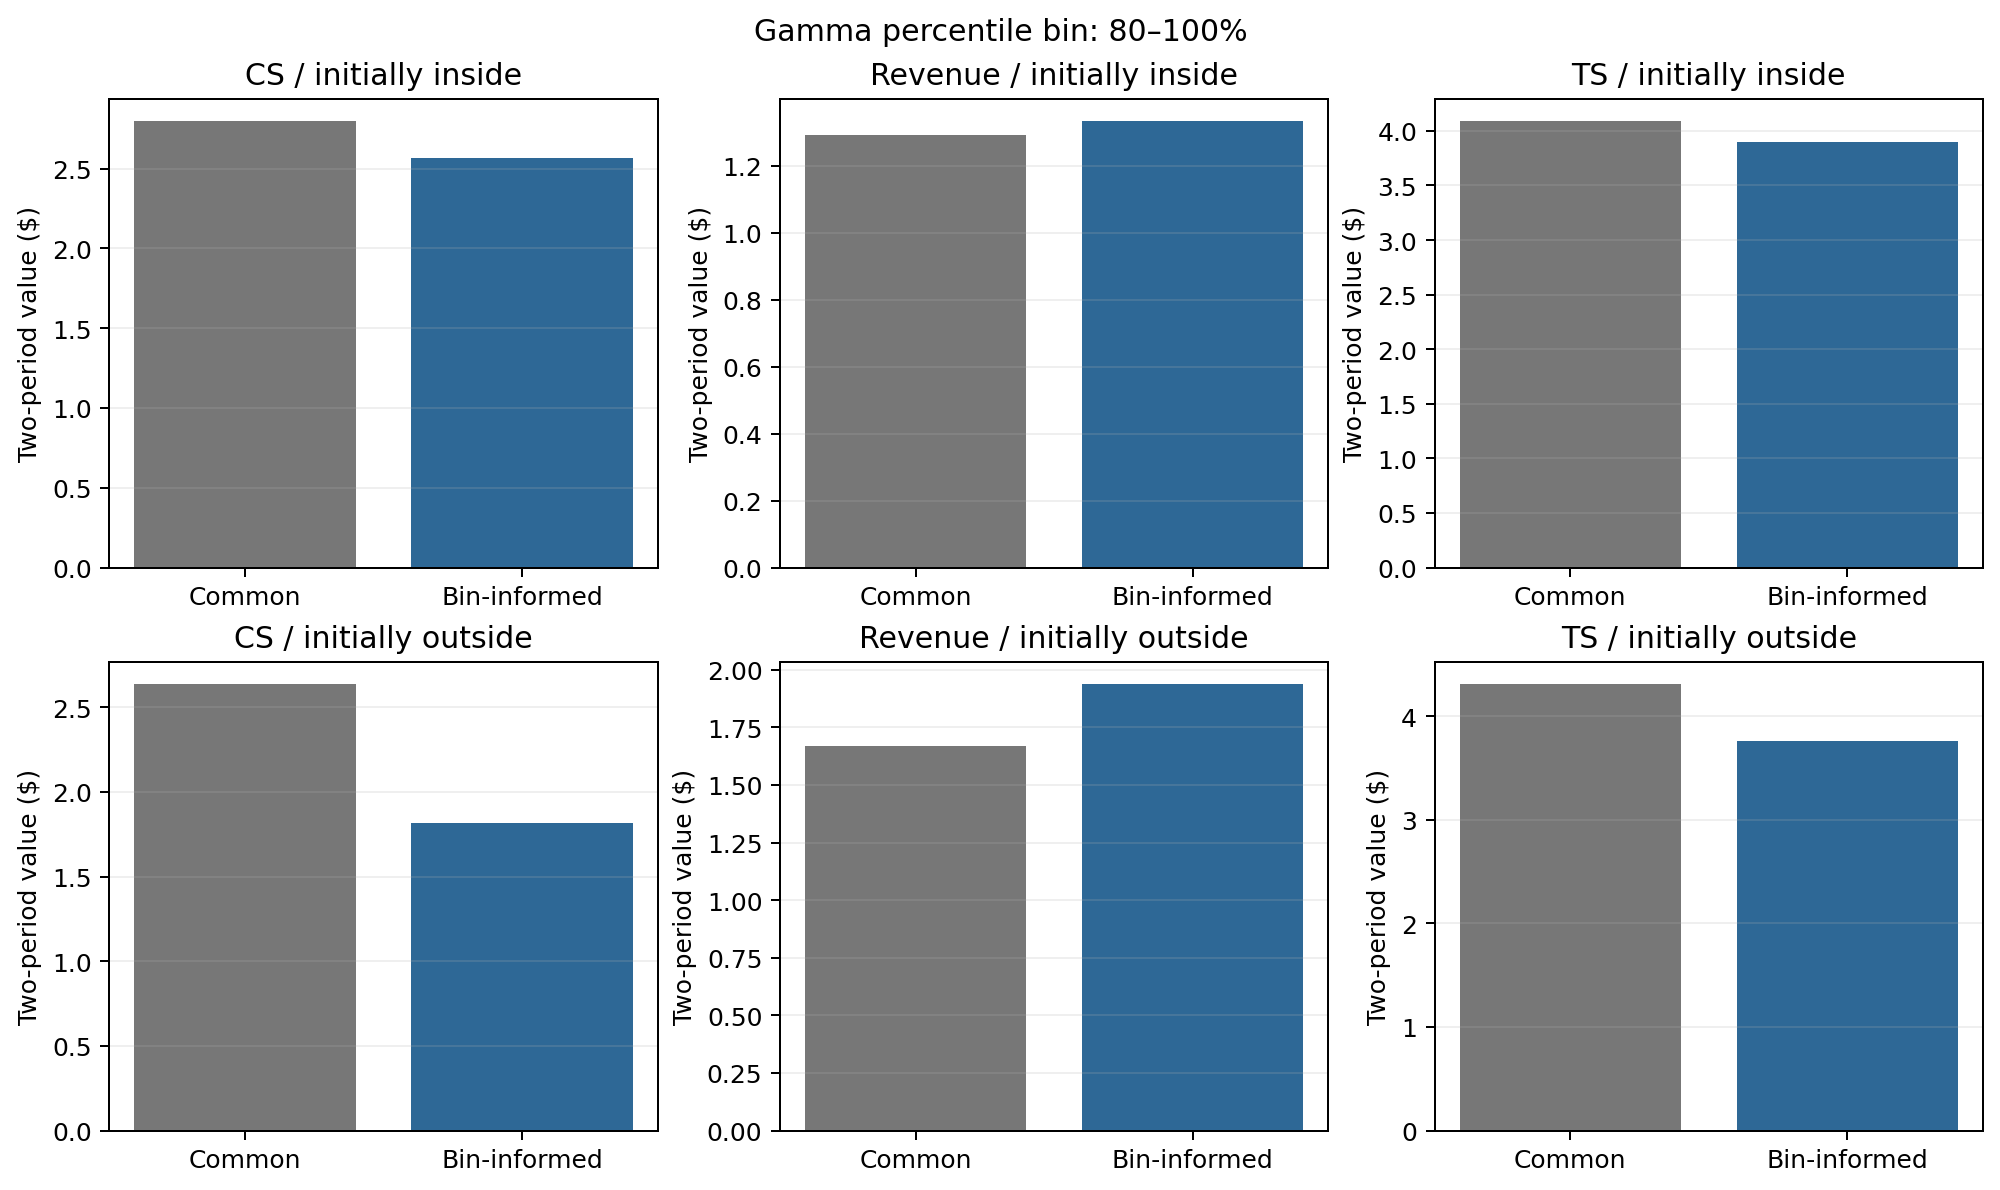 Gamma percentile bin: 80–100%
CS / initially inside
Two-period value ($)
2.5
2.0
1.5
1.0
0.5
0.0
Common
Bin-informed
Revenue / initially inside
Two-period value ($)
1.2
1.0
0.8
0.6
0.4
0.2
0.0
Common
Bin-informed
TS / initially inside
Two-period value ($)
4.0
3.5
3.0
2.5
2.0
1.5
1.0
0.5
0.0
Common
Bin-informed
CS / initially outside
Two-period value ($)
2.5
2.0
1.5
1.0
0.5
0.0
Common
Bin-informed
Revenue / initially outside
Two-period value ($)
2.00
1.75
1.50
1.25
1.00
0.75
0.50
0.25
0.00
Common
Bin-informed
TS / initially outside
Two-period value ($)
4
3
2
1
0
Common
Bin-informed